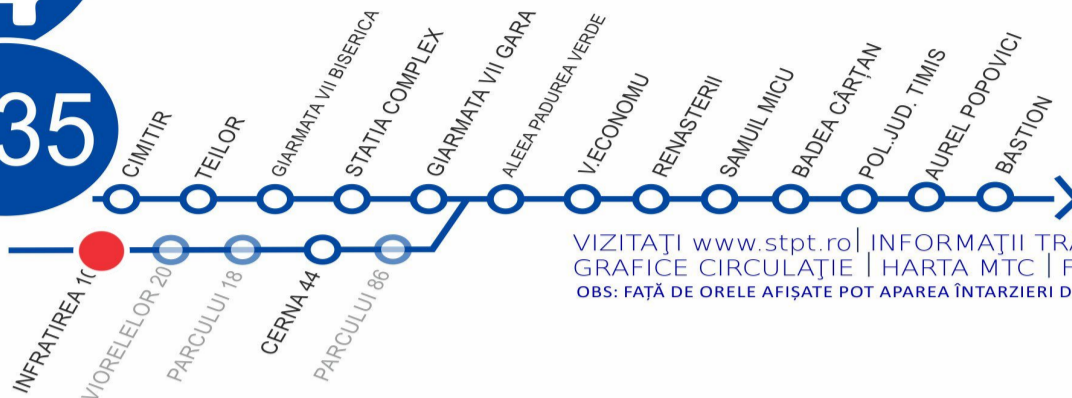 35
CIMITIR
TEILOR
GIARMATA VII BISERICA
STATIA COMPLEX
GIARMATA VII GARA
ALEEA PADUREA VERDE
V.ECONOMU
RENASTERII
SAMUIL MICU
BADEA CÂRȚAN
POL.JUD. TIMIS
AUREL POPOVICI
BASTION
INFRATIREA
VIORELELOR 20
PARCULUI 18
CERNA 44
PARCULUI 86
VIZITAȚI www.stpt.ro| INFORMAȚII
GRAFICE CIRCULAȚIE | HARTA MTC |
OBS: FAȚĂ DE ORELE AFIȘATE POT APAREA ÎNTARZIERI